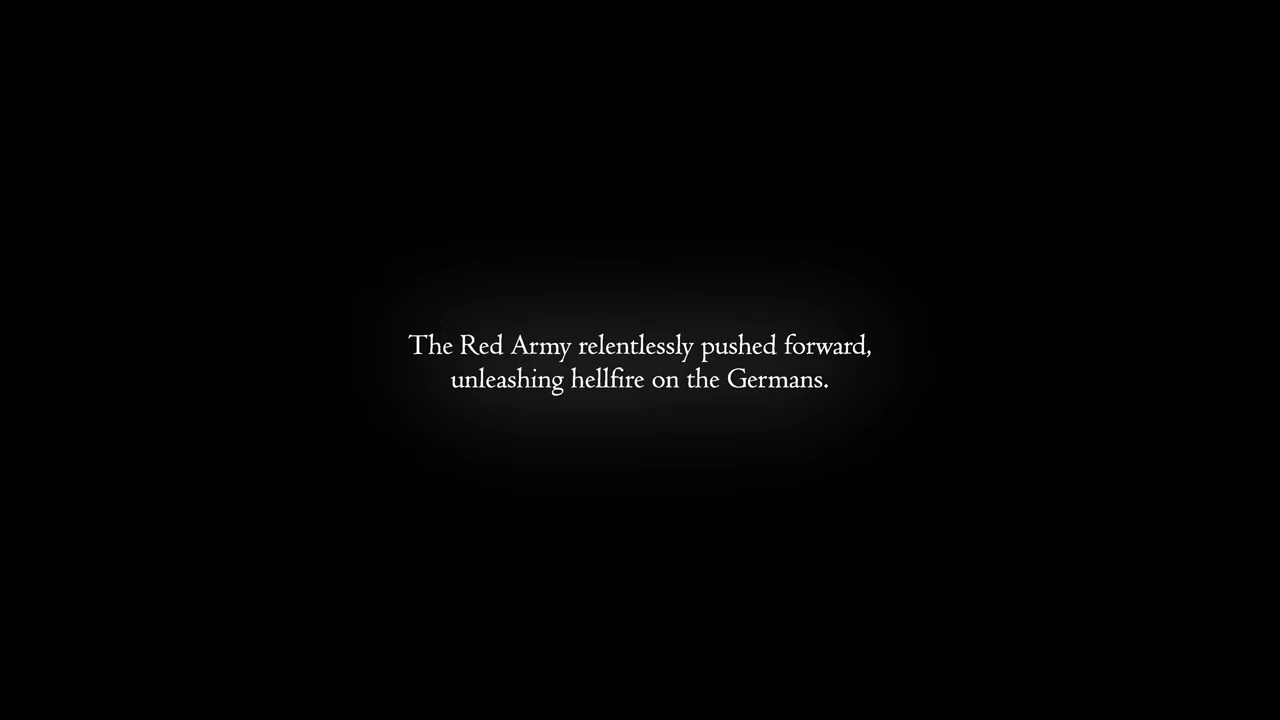 The Red Army relentlessly pushed forward,
unleashing hellfire on the Germans.